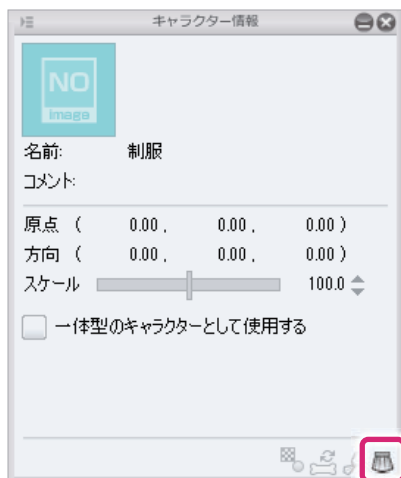 キャラクター情報
NO
image
名前: 制服
コメント:
原点 ( 0.00 , 0.00 , 0.00 )
方向 ( 0.00 , 0.00 , 0.00 )
スケール 100.0
一体型のキャラクターとして使用する